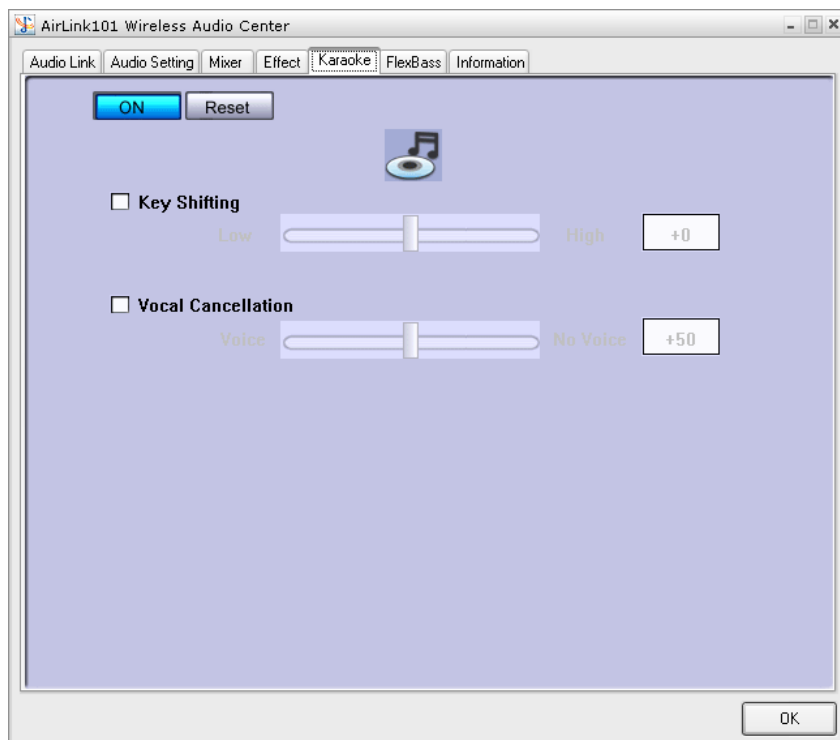 AirLink101 Wireless Audio Center
Audio Link Audio Setting Mixer Effect Karaoke FlexBass Information
ON Reset
Key Shifting
Low High +0
Vocal Cancellation
Voice No Voice +50
OK